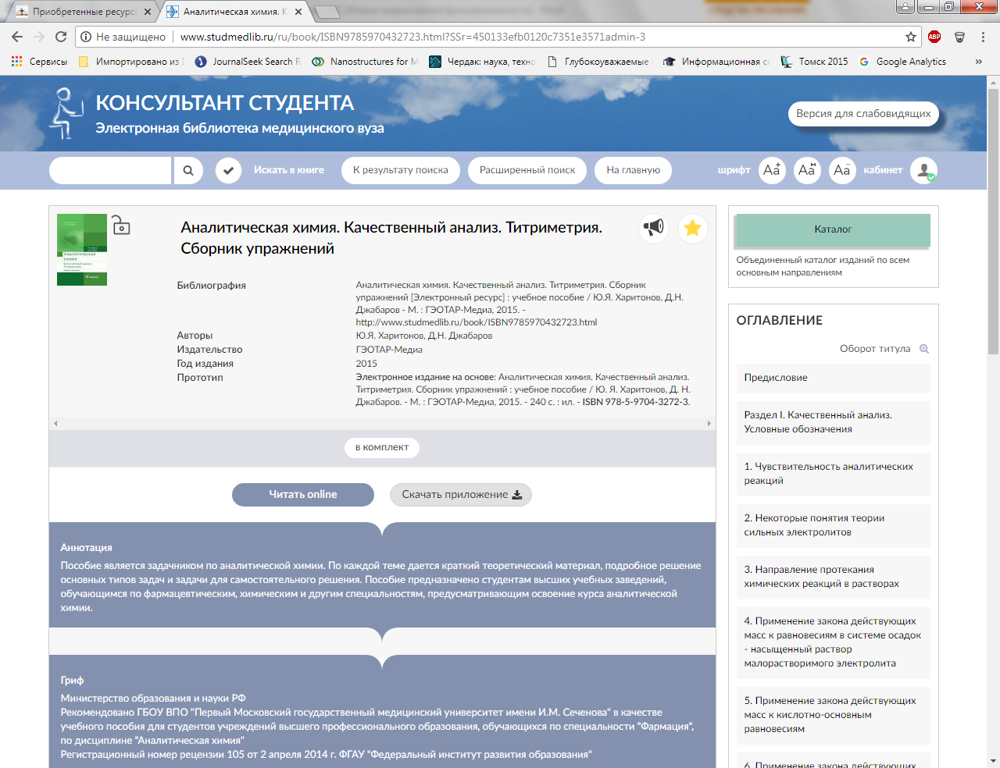 Приобретенные ресурс
Аналитическая химия. К
Не защищено
www.studmedlib.ru/ru/book/ISBN9785970432723.html?SSr=450133efb0120c7351e3571admin-3
ABP
Сервисы
Импортировано из
JournalSeek Search R
Nanostructures for M
Чердак: наука, техно
Глубокоуважаемые
Информационная с
Томск 2015
Google Analytics
»
КОНСУЛЬТАНТ СТУДЕНТА
Электронная библиотека медицинского вуза
Версия для слабовидящих
Искать в книге
К результату поиска
Расширенный поиск
На главную
шрифт
Aa+
Aa
Aa-
кабинет
Аналитическая химия. Качественный анализ. Титриметрия.
Сборник упражнений
Библиография
Аналитическая химия. Качественный анализ. Титриметрия. Сборник
упражнений [Электронный ресурс] : учебное пособие / Ю.Я. Харитонов, Д.Н.
Джабаров - М. : ГЭОТАР-Медиа, 2015. -
http://www.studmedlib.ru/book/ISBN9785970432723.html
Авторы
Ю.Я. Харитонов, Д.Н. Джабаров
Издательство
ГЭОТАР-Медиа
Год издания
2015
Прототип
Электронное издание на основе: Аналитическая химия. Качественный анализ.
Титриметрия. Сборник упражнений : учебное пособие / Ю. Я. Харитонов, Д. Н.
Джабаров. - М. : ГЭОТАР-Медиа, 2015. - 240 с. : ил. - ISBN 978-5-9704-3272-3.
в комплект
Читать online
Скачать приложение
Аннотация
Пособие является задачником по аналитической химии. По каждой теме дается краткий теоретический материал, подробное решение
основных типов задач и задачи для самостоятельного решения. Пособие предназначено студентам высших учебных заведений,
обучающимся по фармацевтическим, химическим и другим специальностям, предусматривающим освоение курса аналитической
химии.
Гриф
Министерство образования и науки РФ
Рекомендовано ГБОУ ВПО "Первый Московский государственный медицинский университет имени И.М. Сеченова" в качестве
учебного пособия для студентов учреждений высшего профессионального образования, обучающихся по специальности "Фармация",
по дисциплине "Аналитическая химия"
Регистрационный номер рецензии 105 от 2 апреля 2014 г. ФГАУ "Федеральный институт развития образования"
Каталог
Объединенный каталог изданий по всем
основным направлениям
ОГЛАВЛЕНИЕ
Оборот титула
Предисловие
Раздел I. Качественный анализ.
Условные обозначения
1. Чувствительность аналитических
реакций
2. Некоторые понятия теории
сильных электролитов
3. Направление протекания
химических реакций в растворах
4. Применение закона действующих
масс к равновесиям в системе осадок
- насыщенный раствор
малорастворимого электролита
5. Применение закона действующих
масс к кислотно-основным
равновесиям
6. Применение закона действующих